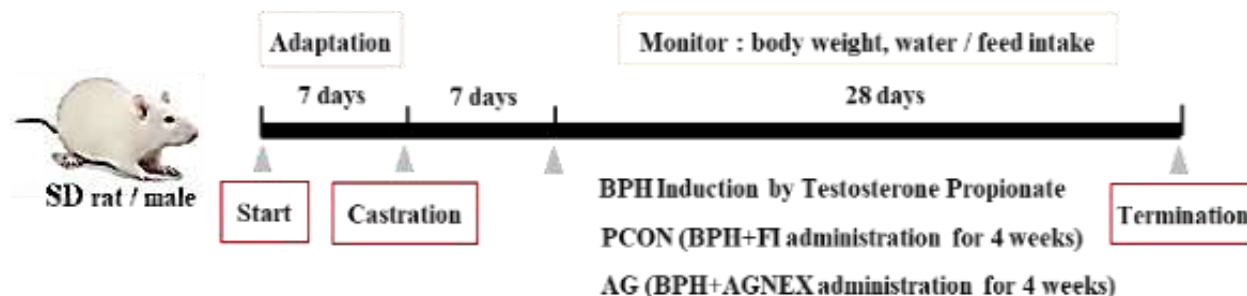 Adaptation
Monitor : body weight, water / feed intake
7 days
7 days
28 days
SD rat / male
Start
Castration
BPH Induction by Testosterone Propionate
PCON (BPH+FI administration for 4 weeks)
AG (BPH+AGNEX administration for 4 weeks)
Termination